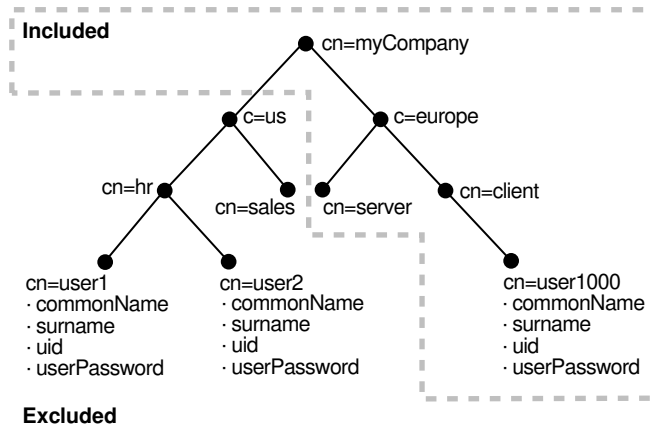 Included
cn=myCompany
c=us
c=europe
cn=hr
cn=sales
cn=server
cn=client
cn=user1
· commonName
· surname
· uid
· userPassword
cn=user2
· commonName
· surname
· uid
· userPassword
cn=user1000
· commonName
· surname
· uid
· userPassword
Excluded